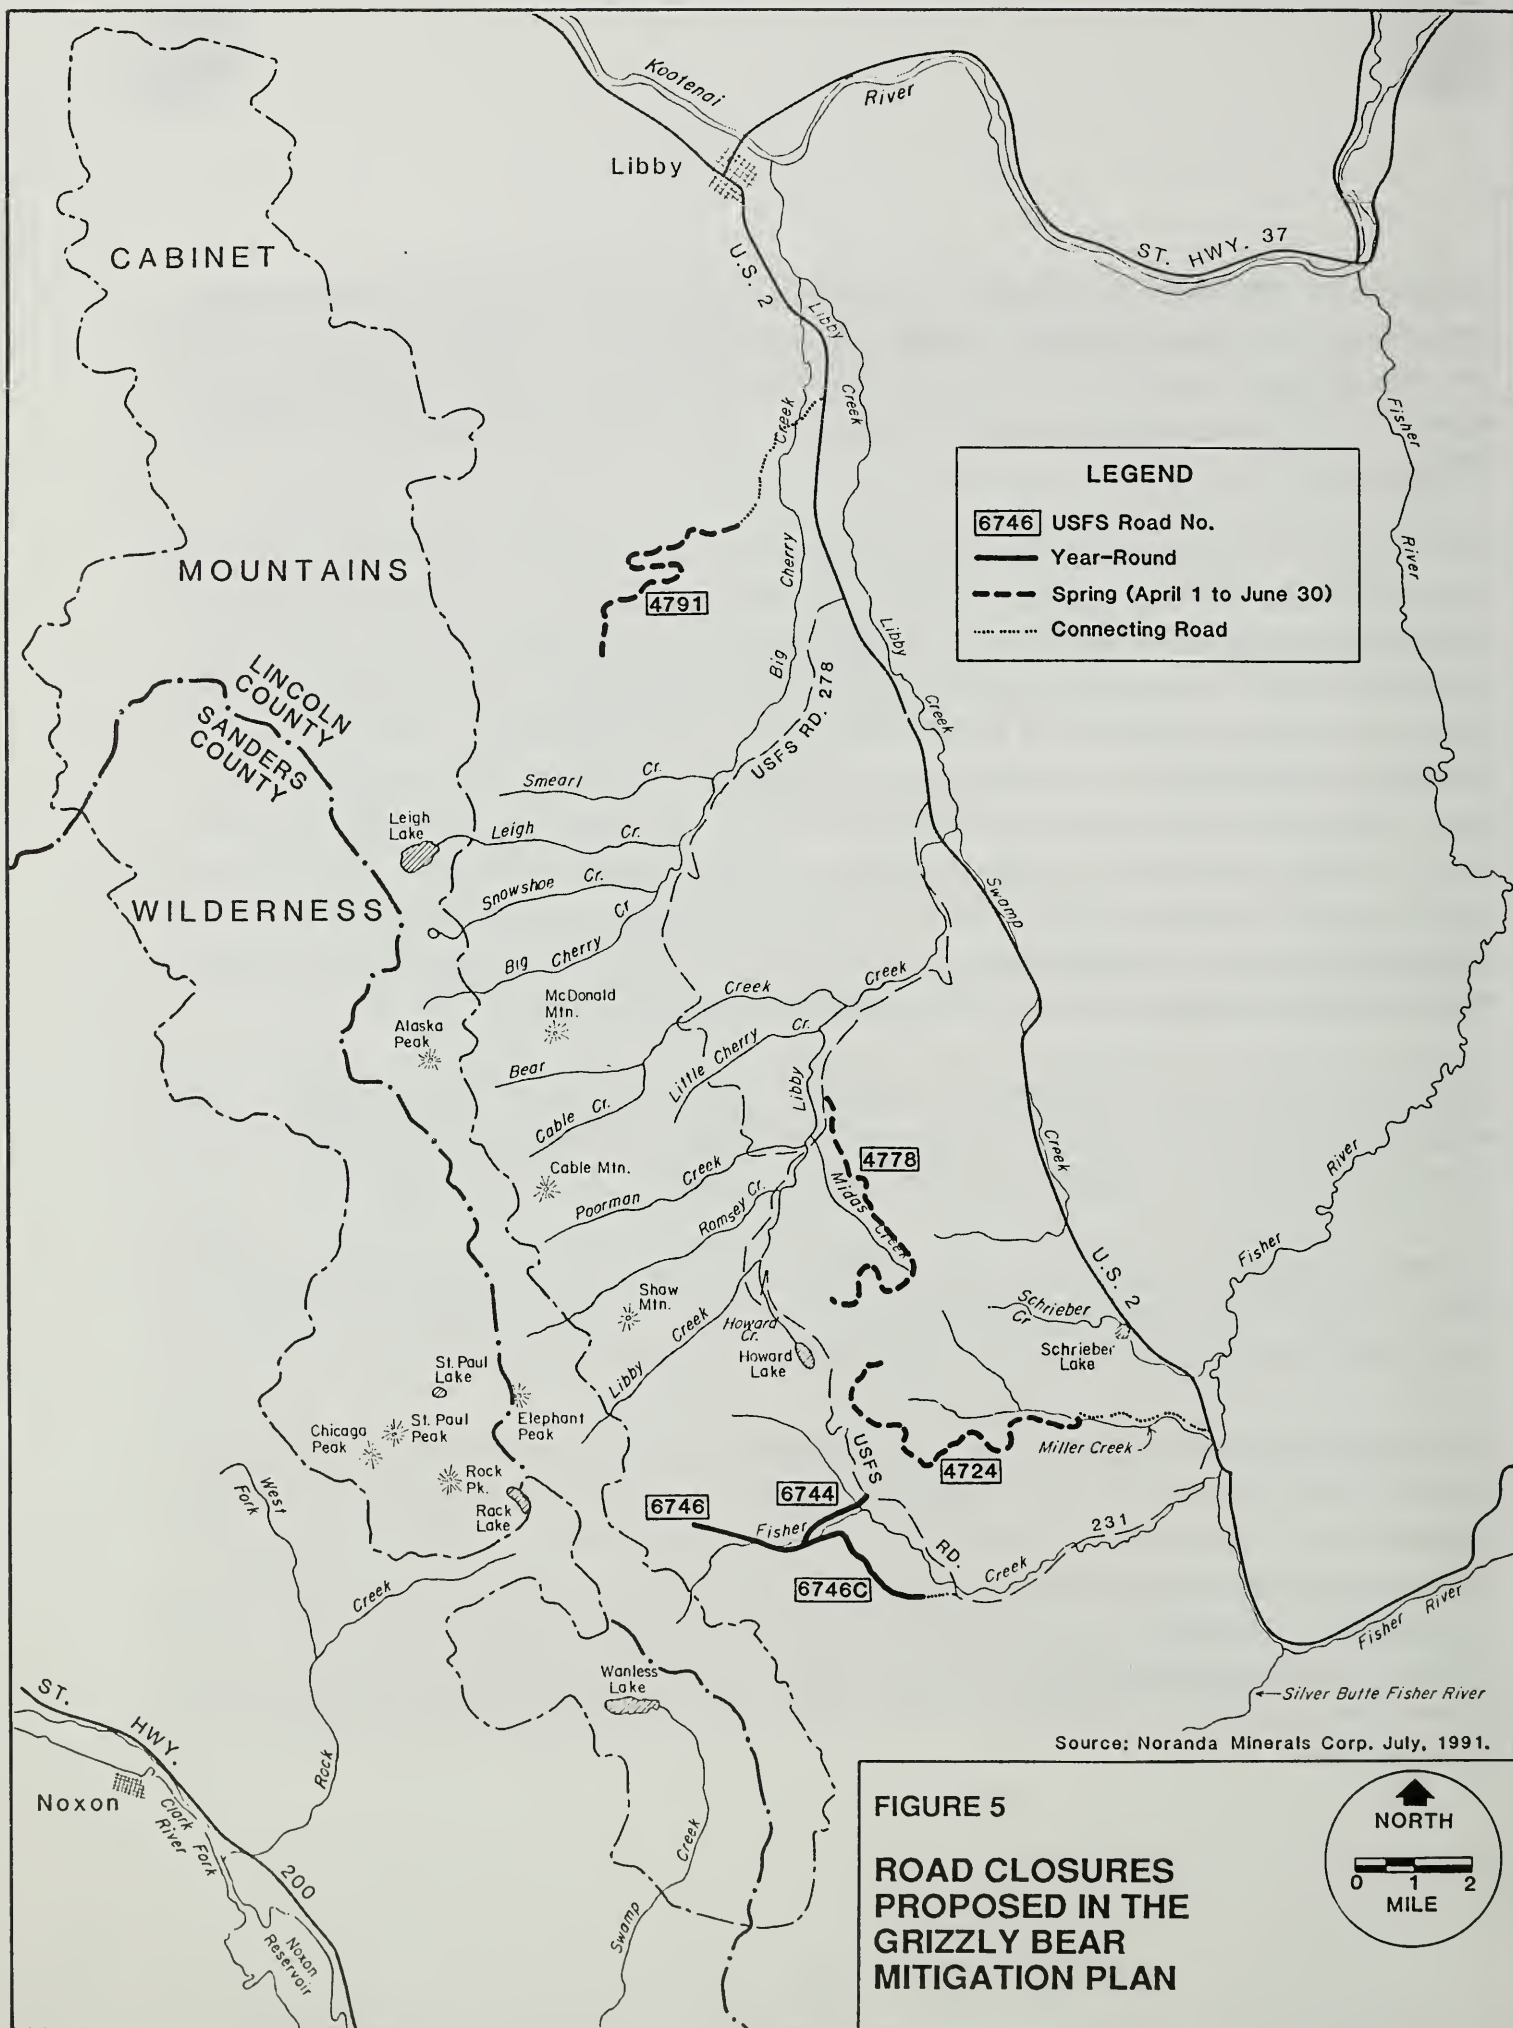 Kootenai
River
Libby
ST. HWY. 37
CABINET
U.S. 2
Libby
Creek
Creek
Fisher
LEGEND
6746 USFS Road No.
Year-Round
Spring (April 1 to June 30)
Connecting Road
River
MOUNTAINS
Cherry
4791
Big
Libby
Creek
LINCOLN
COUNTY
SANDERS
COUNTY
USFS RD. 278
Smearl Cr.
Leigh
Lake
Leigh Cr.
Snowshoe Cr.
Swamp
WILDERNESS
Big Cherry Cr
Creek
Creek
McDonald
Mtn.
Alaska
Peak
Little Cherry Cr.
Bear
Libby
Cable Cr.
Creek
4778
Cable Mtn.
Midas Creek
River
Poorman Creek
Ramsey Cr.
Fisher
U.S. 2
Shaw
Mtn.
Schrieber
Cr
Howard
Cr.
Howard
Lake
Schrieber
Lake
Libby Creek
St. Paul
Lake
Elephant
Peak
St. Paul
Peak
Chicago
Peak
Miller Creek
USFS
4724
Rock
Pk.
Rack
Lake
West
Fork
6746
6744
Fisher
231
RD.
Creek
6746C
Creek
Fisher River
Wanless
Lake
Silver Butte Fisher River
ST.
HWY.
Source: Noranda Minerals Corp. July, 1991.
Rock
Noxon
Clark Fork
River
Creek
200
Swamp
Noxon
Reservoir
FIGURE 5
ROAD CLOSURES
PROPOSED IN THE
GRIZZLY BEAR
MITIGATION PLAN
NORTH
0 1 2
MILE